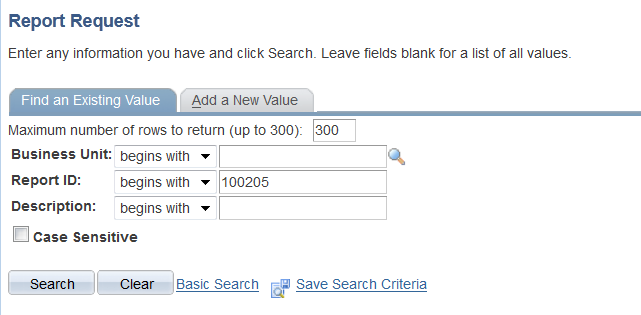 Report Request
Enter any information you have and click Search. Leave fields blank for a list of all values.
Find an Existing Value Add a New Value
Maximum number of rows to return (up to 300): 300
Business Unit: begins with
Report ID: begins with 100205
Description: begins with
Case Sensitive
Search Clear Basic Search Save Search Criteria